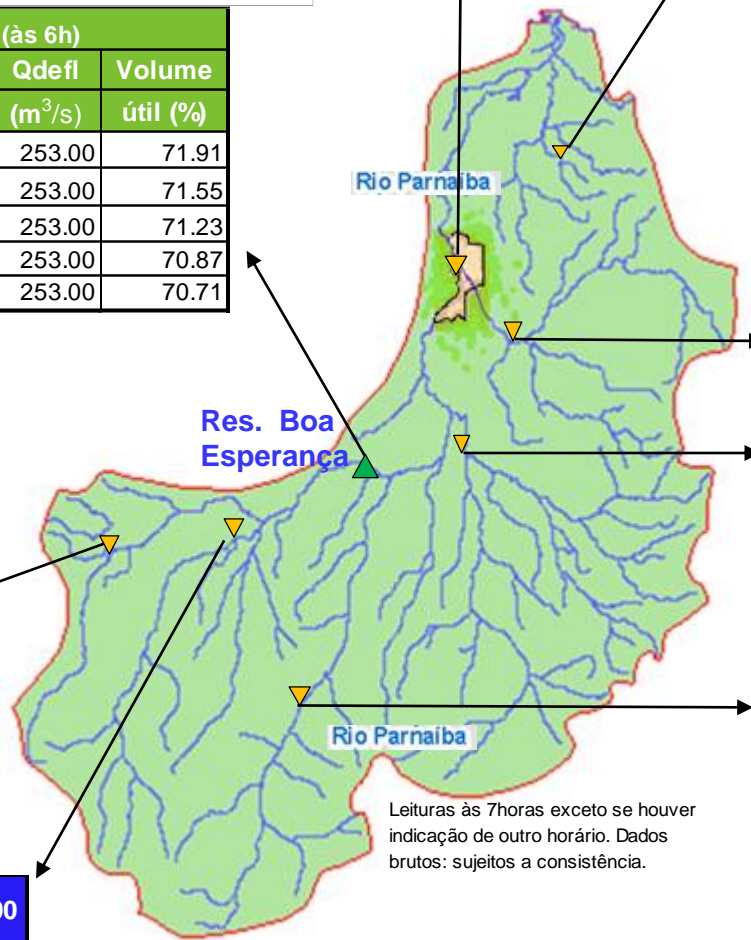 (às 6h)
Qdefl Volume
(m³/s) útil (%)
253.00 71.91
253.00 71.55
253.00 71.23
253.00 70.87
253.00 70.71
Rio Parnaiba
Res. Boa
Esperança
Rio Parnaiba
Leituras às 7horas exceto se houver
indicação de outro horário. Dados
brutos: sujeitos a consistência.